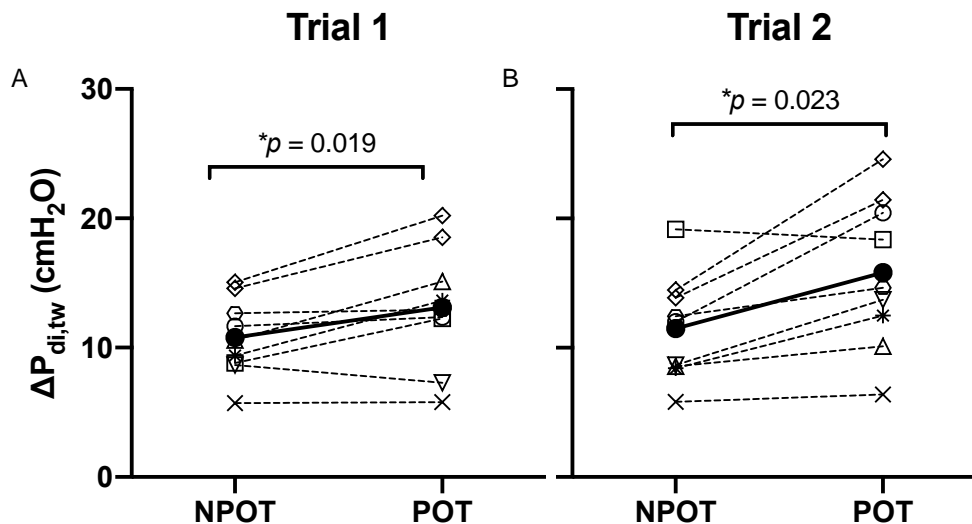 Trial 1
Trial 2
A
B
30
20
10
0
ΔPdi,tw (cmH2O)
*p = 0.019
*p = 0.023
NPOT
POT
NPOT
POT